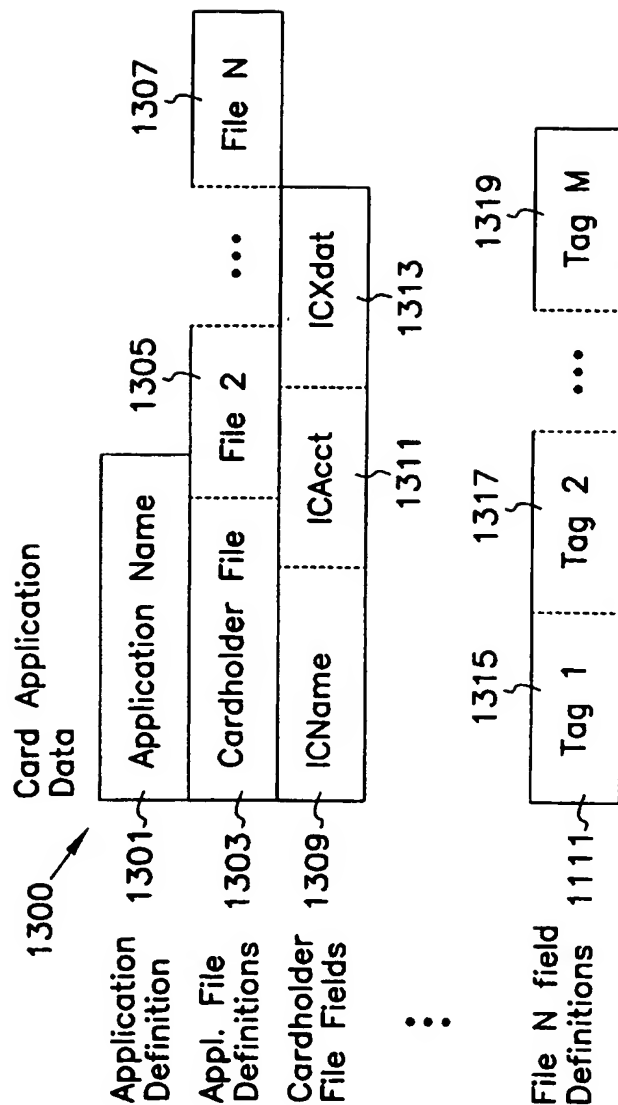 1300
Card Application
Data
Application
Definition
1301
Application Name
1305
1307
Appl. File
Definitions
1303
Cardholder File
File 2
•••
File N
Cardholder
File Fields
1309
ICName
ICAcct
ICXdat
1311
1313
•••
1315
1317
1319
File N field
Definitions
1111
Tag 1
Tag 2
•••
Tag M